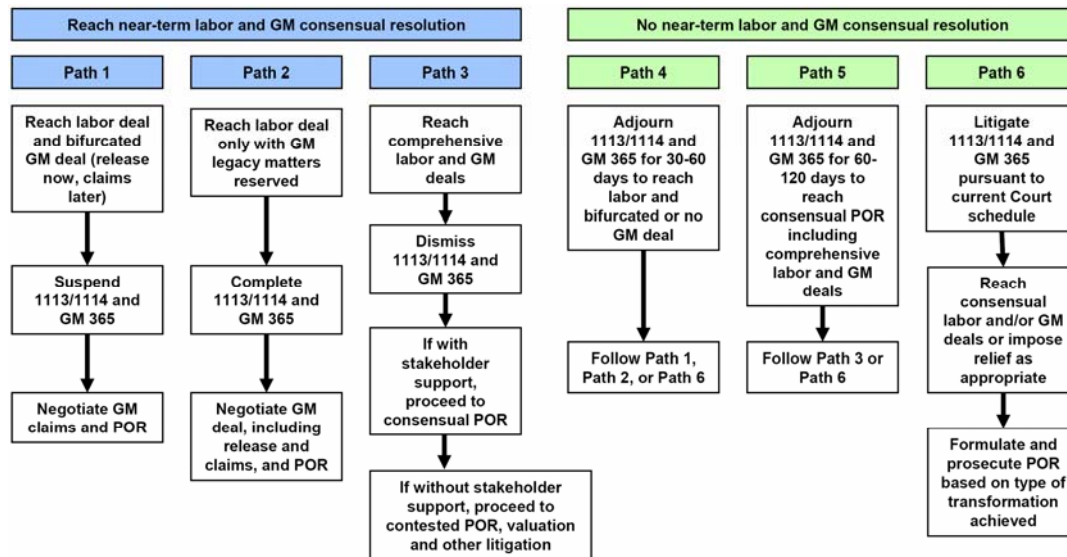 Reach near-term labor and GM consensual resolution
Path 1
Reach labor deal
and bifurcated
GM deal (release
now, claims
later)
Suspend
1113/1114 and
GM 365
Negotiate GM
claims and POR
Path 2
Reach labor deal
only with GM
legacy matters
reserved
Complete
1113/1114 and
GM 365
Negotiate GM
deal, including
release and
claims, and POR
Path 3
Reach
comprehensive
labor and GM
deals
Dismiss
1113/1114 and
GM 365
If with
stakeholder
support,
proceed to
consensual POR
If without stakeholder
support, proceed to
contested POR, valuation
and other litigation
No near-term labor and GM consensual resolution
Path 4
Adjourn
1113/1114 and
GM 365 for 30-60
days to reach
labor and
bifurcated or no
GM deal
Follow Path 1,
Path 2, or Path 6
Path 5
Adjourn
1113/1114 and
GM 365 for 60-
120 days to
reach
consensual POR
including
comprehensive
labor and GM
deals
Follow Path 3 or
Path 6
Path 6
Litigate
1113/1114 and
GM 365
pursuant to
current Court
schedule
Reach
consensual
labor and/or GM
deals or impose
relief as
appropriate
Formulate and
prosecute POR
based on type of
transformation
achieved